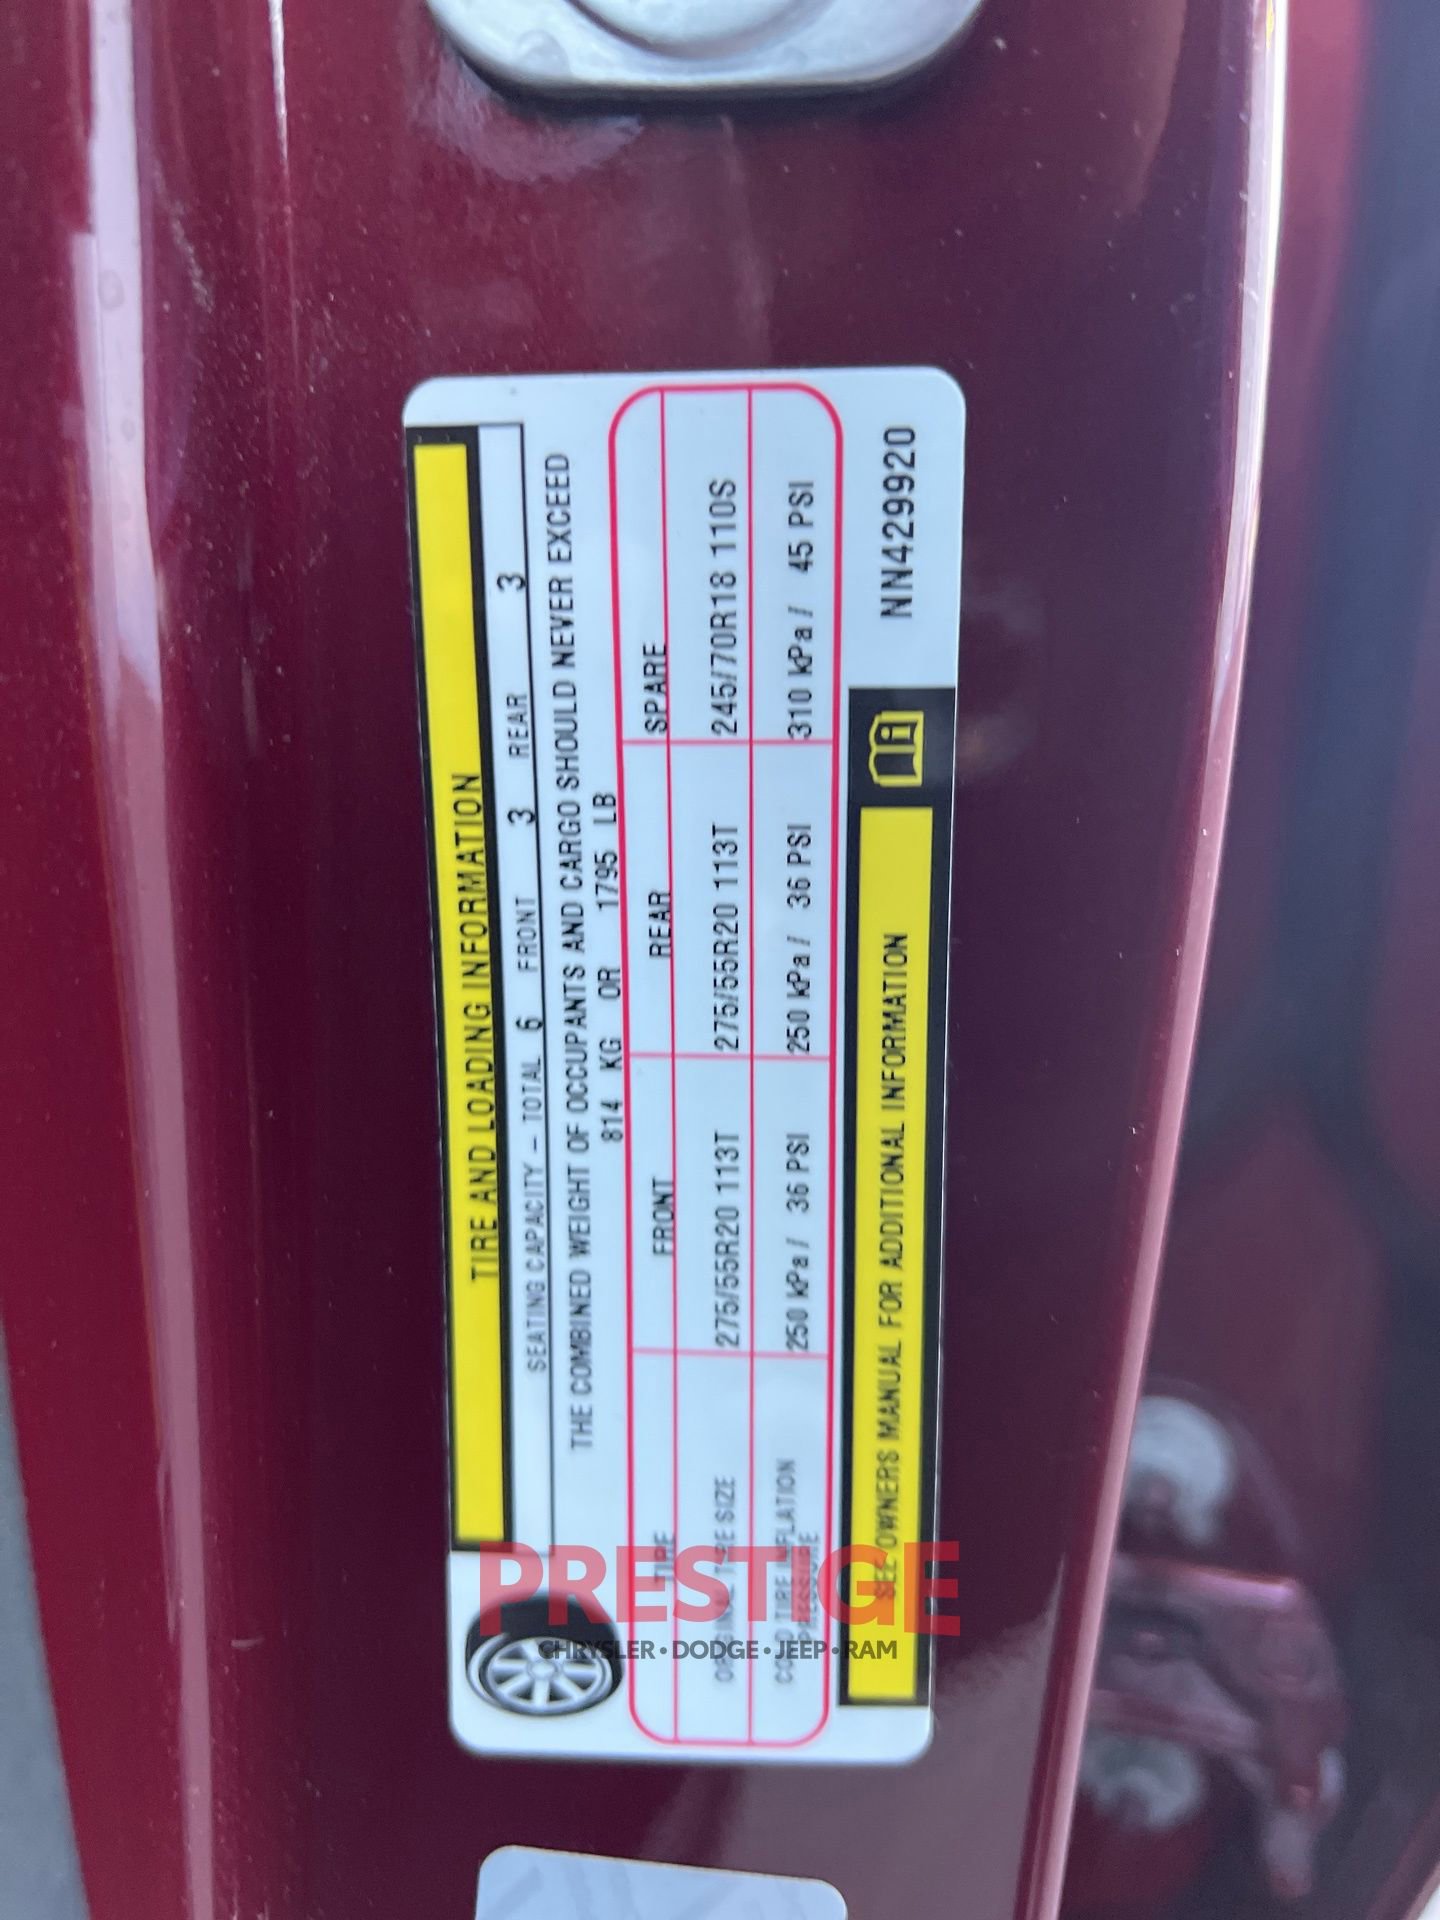 TIRE AND LOADING INFORMATION
SEATING CAPACITY – TOTAL 6 FRONT 3 REAR 3
THE COMBINED WEIGHT OF OCCUPANTS AND CARGO SHOULD NEVER EXCEED
814 KG OR 1795 LB
TIRE FRONT REAR SPARE
ORIGINAL TIRE SIZE 275/55R20 113T 275/55R20 113T 245/70R18 110S
COLD TIRE INFLATION
PRESSURE 250 kPa / 36 PSI 250 kPa / 36 PSI 310 kPa / 45 PSI
SEE OWNERS MANUAL FOR ADDITIONAL INFORMATION
NN429920
PRESTIGE
CHRYSLER • DODGE • JEEP • RAM